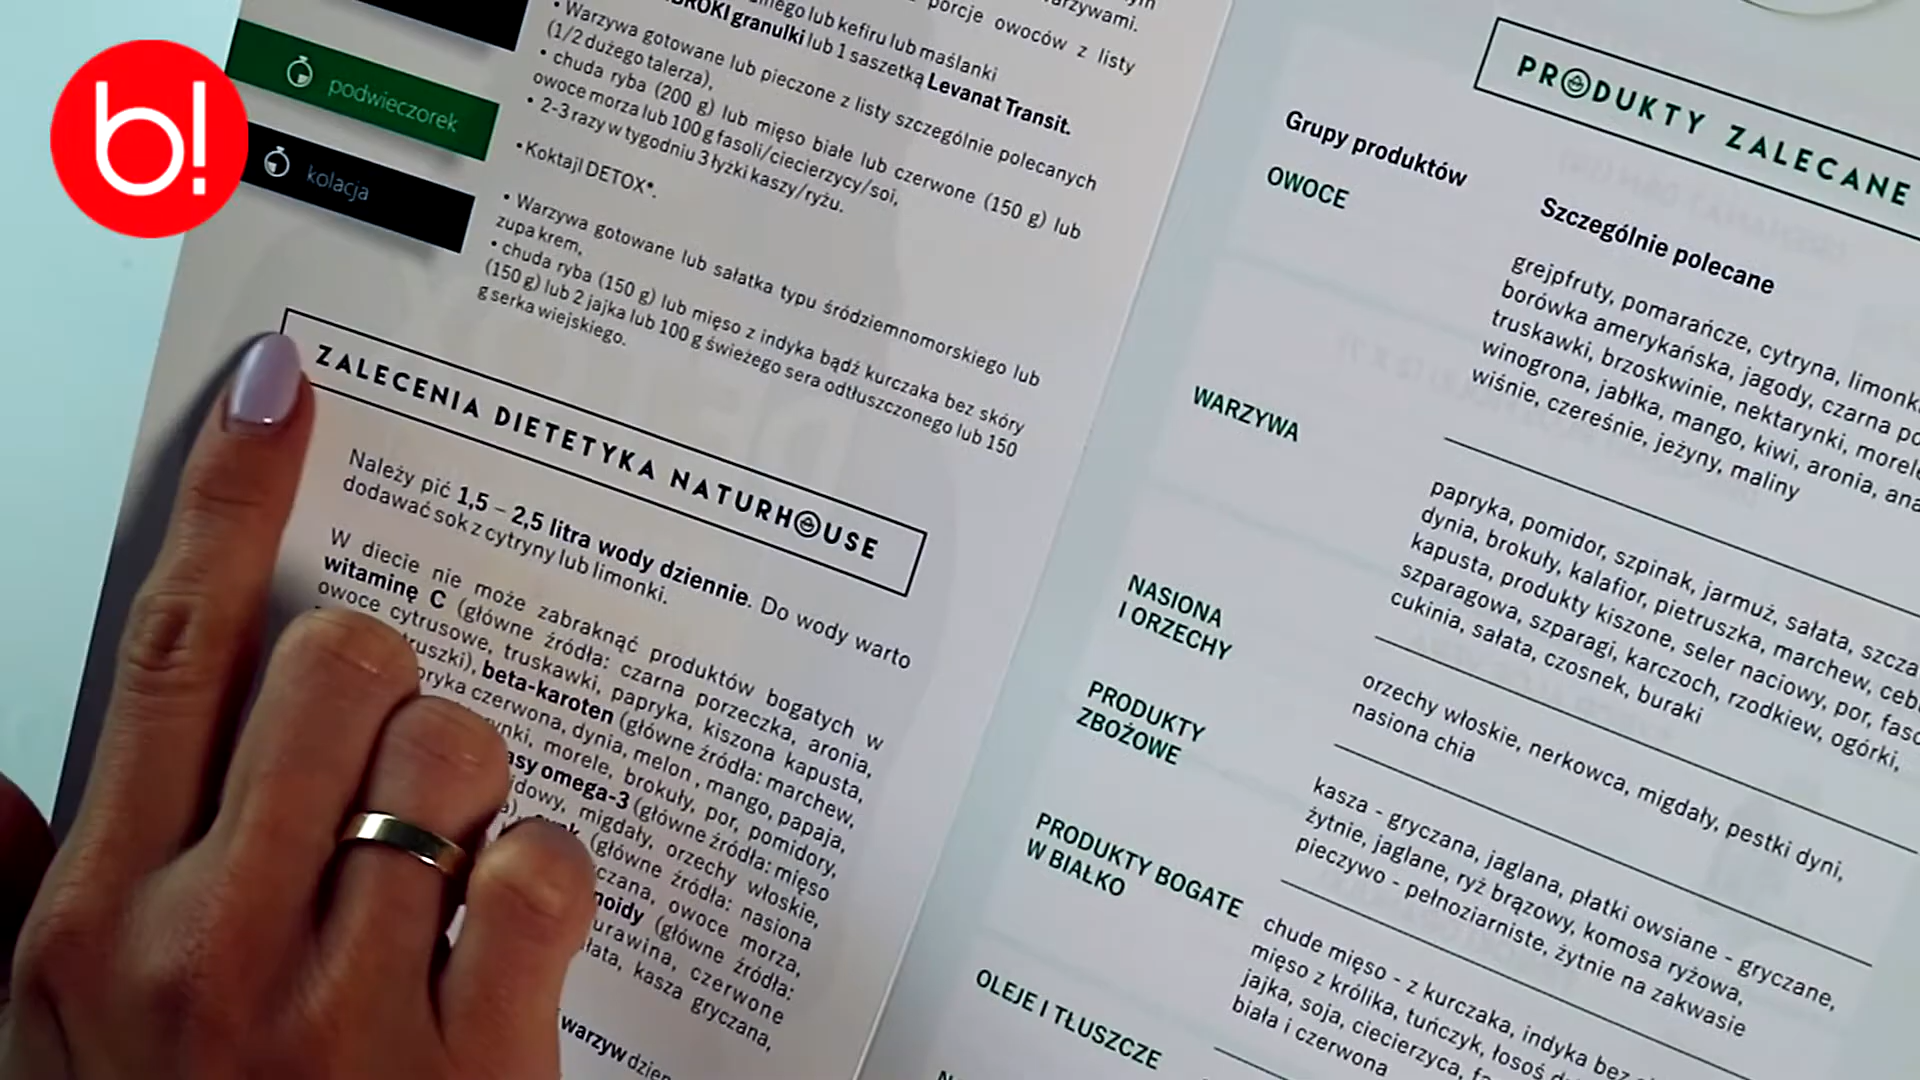 b!
podwieczorek
kolacja
lub kefiru lub maślanki
granulki lub 1 saszetką Levanat Transit.
porcje owoców z listy
• Warzywa gotowane lub pieczone z listy szczególnie polecanych
(1/2 dużego talerza),
• chuda ryba (200 g) lub mięso białe lub czerwone (150 g) lub
owoce morza lub 100 g fasoli/ciecierzycy/soi,
• 2-3 razy w tygodniu 3 łyżki kaszy/ryżu.
• Koktajl DETOX*.
• Warzywa gotowane lub sałatka typu śródziemnomorskiego lub
zupa krem,
• chuda ryba (150 g) lub mięso z indyka bądź kurczaka bez skóry
(150 g) lub 2 jajka lub 100 g świeżego sera odtłuszczonego lub 150
g serka wiejskiego.
ZALECENIA DIETETYKA NATURHOUSE
Należy pić 1,5 – 2,5 litra wody dziennie. Do wody warto
dodawać sok z cytryny lub limonki.
W diecie nie może zabraknąć produktów bogatych w
witaminę C (główne źródła: czarna porzeczka, aronia,
owoce cytrusowe, truskawki, papryka, kiszona kapusta,
beta-karoten (główne źródła: marchew,
czerwona, dynia, melon, mango, papaja,
morele, brokuły, por, pomidory,
omega-3 (główne źródła: mięso
migdały, orzechy włoskie,
(główne źródła: nasiona
owoce morza,
(główne źródła:
czerwone
kasza gryczana,
warzyw
PRODUKTY ZALECANE
Grupy produktów
Szczególnie polecane
OWOCE
grejpfruty, pomarańcze, cytryna, limonka
borówka amerykańska, jagody, czarna
truskawki, brzoskwinie, nektarynki,
winogrona, jabłka, mango, kiwi, aronia,
wiśnie, czereśnie, jeżyny, maliny
WARZYWA
papryka, pomidor, szpinak, jarmuż, sałata,
dynia, brokuły, kalafior, pietruszka, marchew,
kapusta, produkty kiszone, seler naciowy, por,
szparagowa, szparagi, karczoch, rzodkiew, ogórki,
cukinia, sałata, czosnek, buraki
NASIONA
I ORZECHY
orzechy włoskie, nerkowca, migdały, pestki dyni,
nasiona chia
PRODUKTY
ZBOŻOWE
kasza - gryczana, jaglana, płatki owsiane - gryczane,
żytnie, jaglane, ryż brązowy, komosa ryżowa,
pieczywo - pełnoziarniste, żytnie na zakwasie
PRODUKTY BOGATE
W BIAŁKO
chude mięso - z kurczaka, indyka bez
mięso z królika, tuńczyk, łosoś
jajka, soja, ciecierzyca,
biała i czerwona
OLEJE I TŁUSZCZE